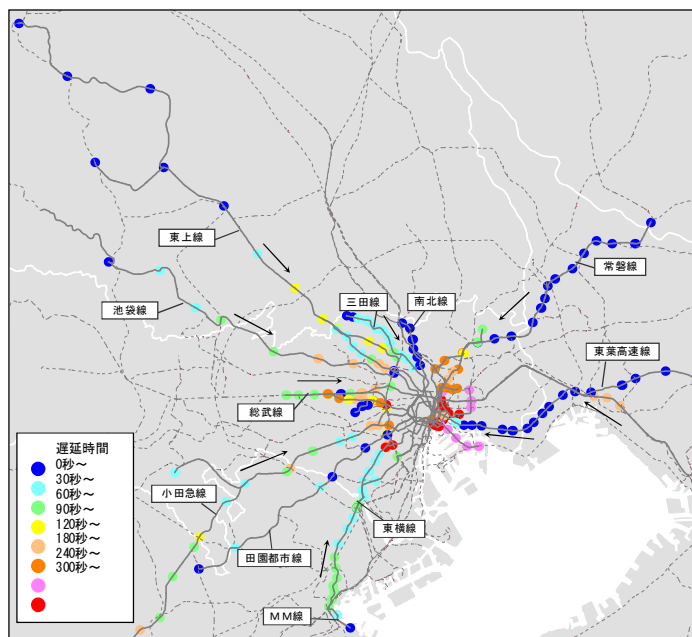 東上線
常磐線
池袋線
三田線
南北線
東葉高速線
総武線
遅延時間
0秒~
30秒~
60秒~
90秒~
120秒~
180秒~
240秒~
300秒~
小田急線
東横線
田園都市線
MM線